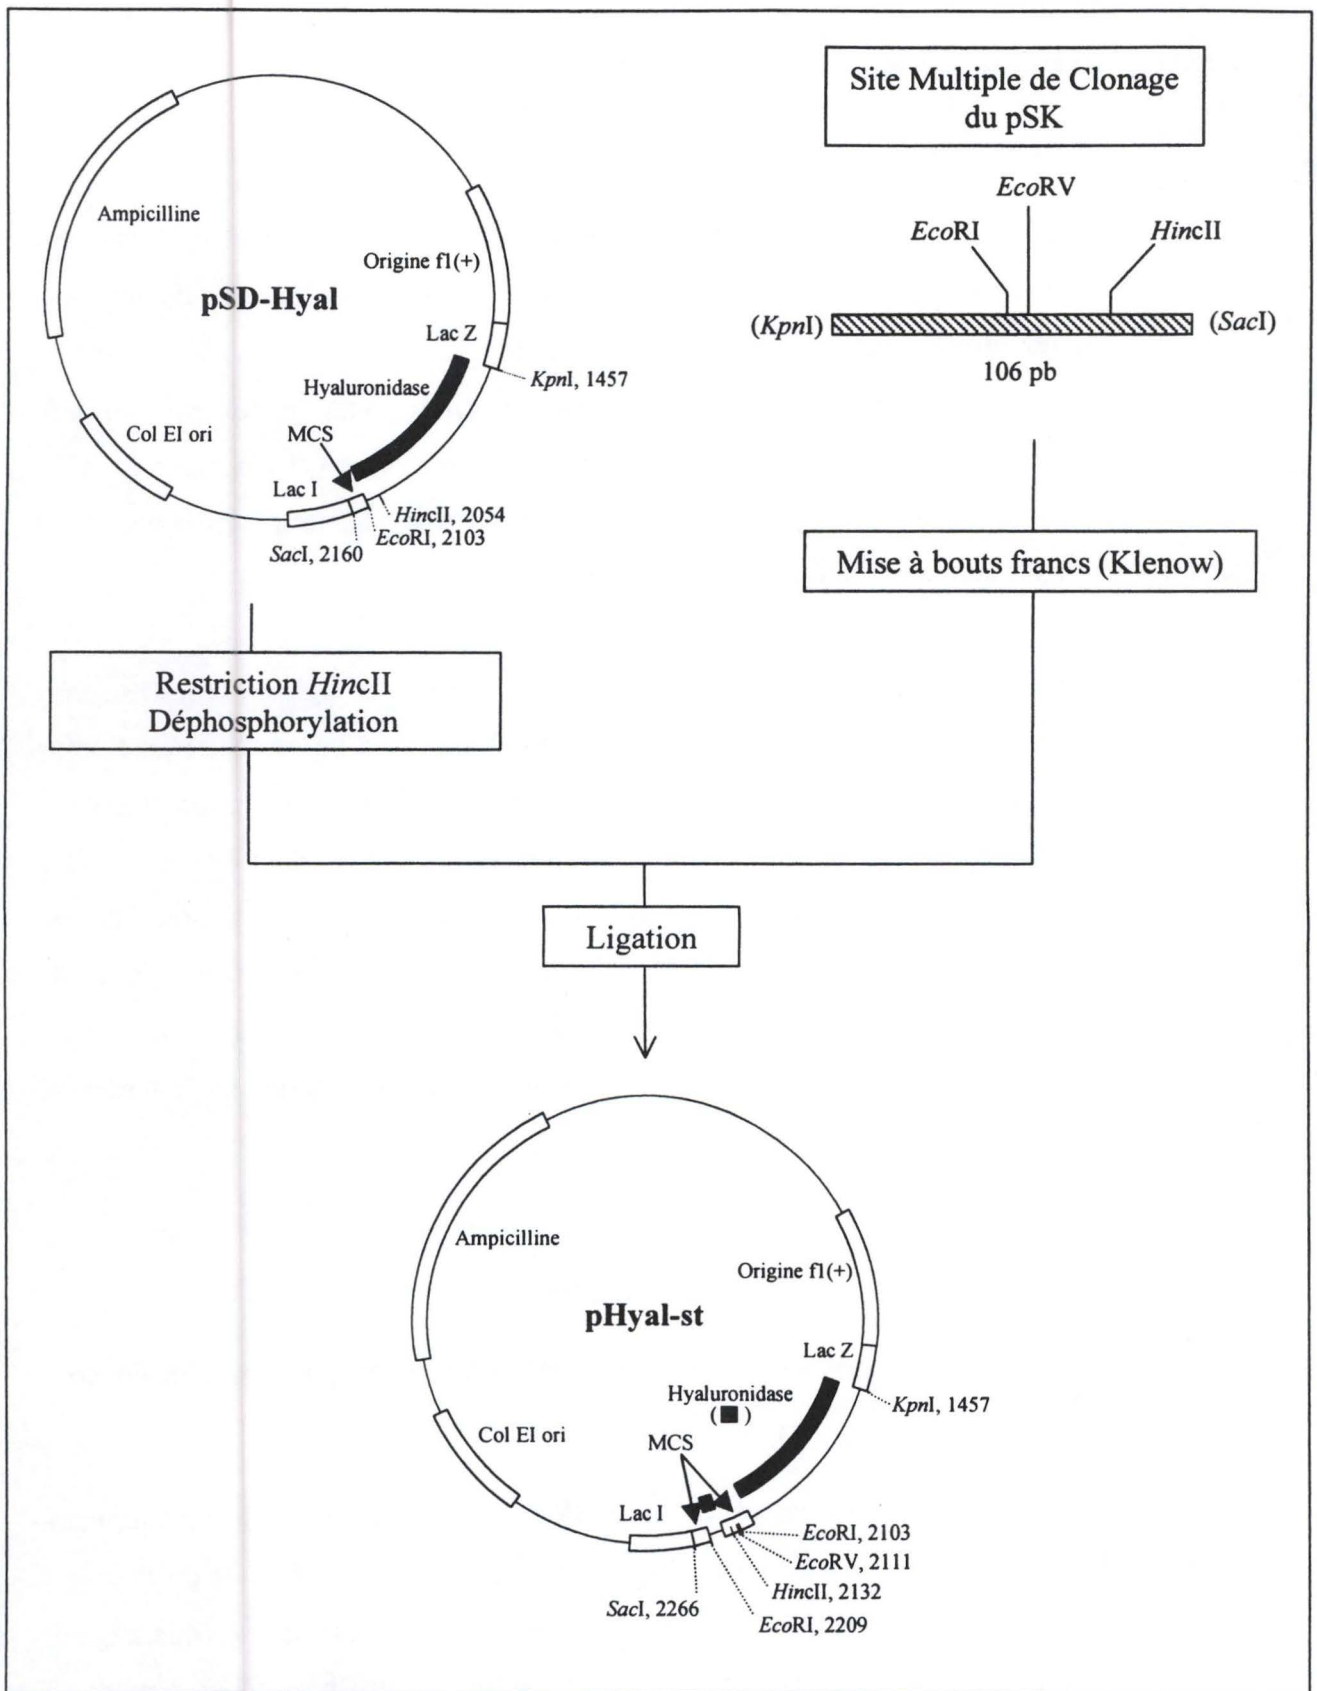 Site Multiple de Clonage
du pSK
EcoRV
EcoRI
HincII
(KpnI)
(SacI)
106 pb
Ampicilline
Origine f1(+)
pSD-Hyal
Lac Z
KpnI, 1457
Hyaluronidase
MCS
Col EI ori
Lac I
HincII, 2054
EcoRI, 2103
SacI, 2160
Mise à bouts francs (Klenow)
Restriction HincII
Déphosphorylation
Ligation
Ampicilline
Origine f1(+)
pHyal-st
Lac Z
Hyaluronidase
( ■ )
KpnI, 1457
MCS
Col EI ori
Lac I
EcoRI, 2103
EcoRV, 2111
HincII, 2132
SacI, 2266
EcoRI, 2209